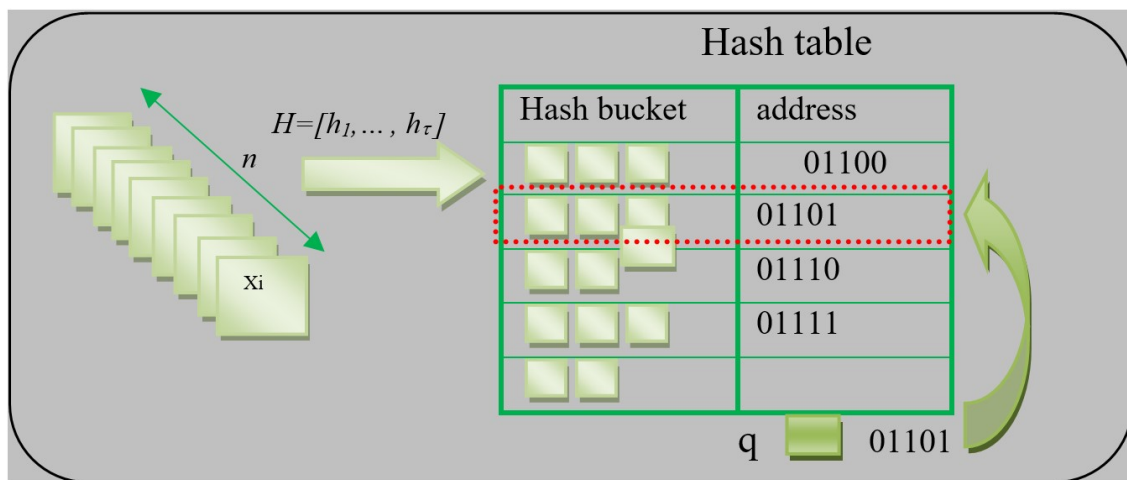 Hash table
Hash bucket address
H=[h1,… , hτ]
n
01100
01101
Xi
01110
01111
q 01101